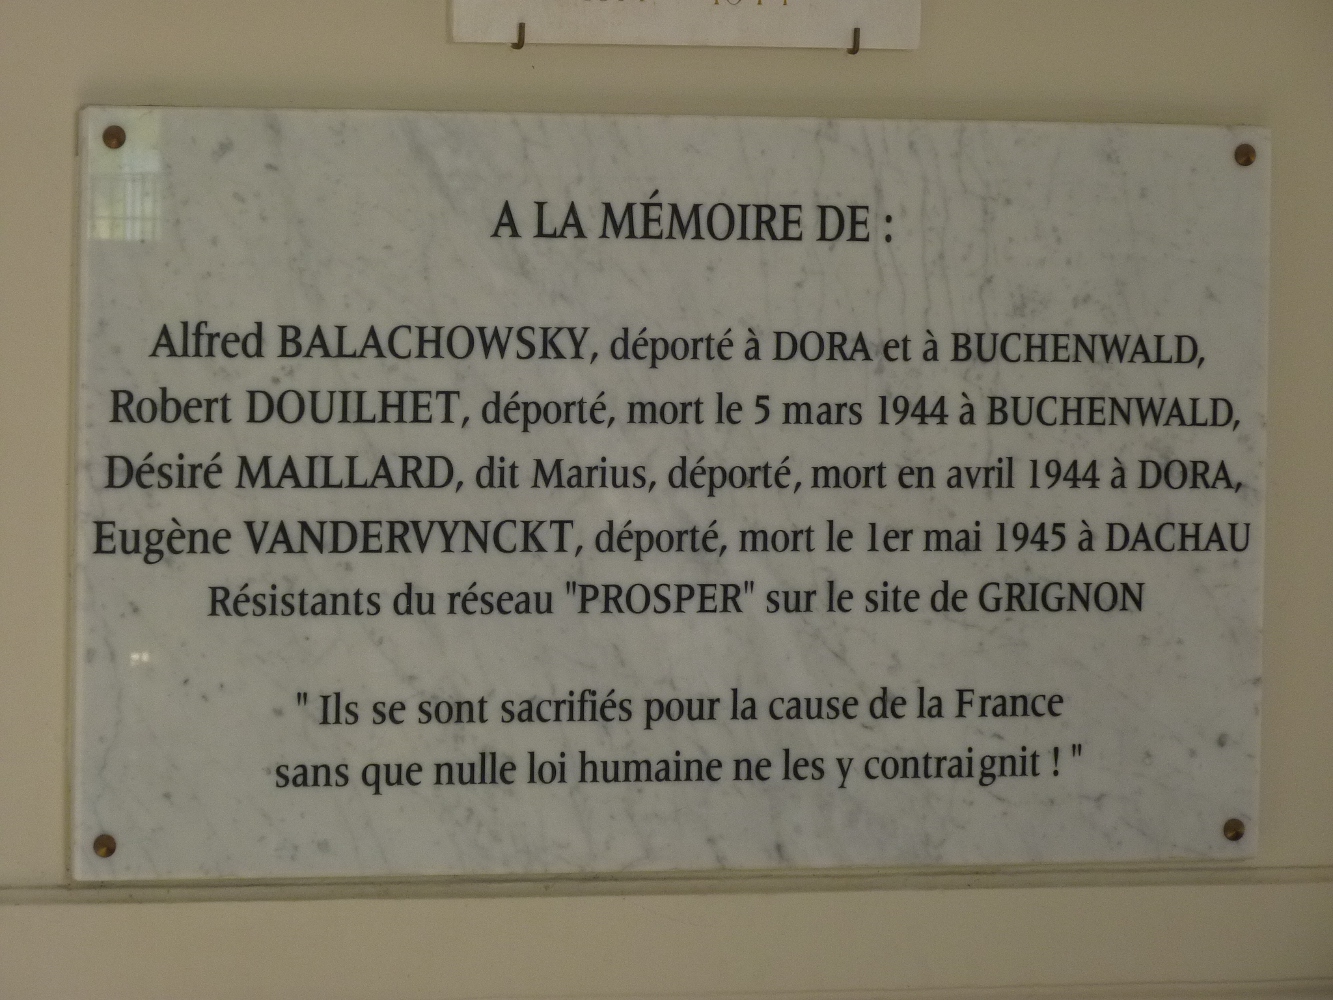 A LA MÉMOIRE DE :
Alfred BALACHOWSKY, déporté à DORA et à BUCHENWALD,
Robert DOUILHET, déporté, mort le 5 mars 1944 à BUCHENWALD,
Désiré MAILLARD, dit Marius, déporté, mort en avril 1944 à DORA,
Eugène VANDERVYNCKT, déporté, mort le 1er mai 1945 à DACHAU
Résistants du réseau "PROSPER" sur le site de GRIGNON
" Ils se sont sacrifiés pour la cause de la France
sans que nulle loi humaine ne les y contraignit ! "